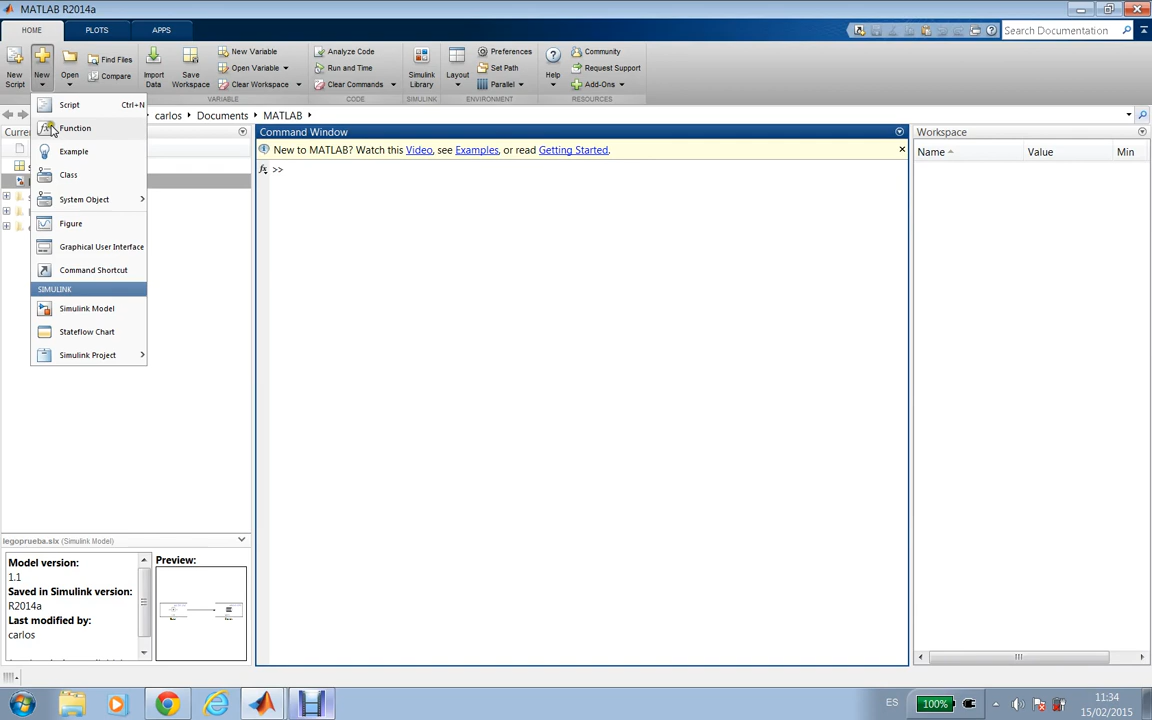 MATLAB R2014a
HOME PLOTS APPS
Search Documentation
New Script
New
Open
Find Files
Compare
Import Data
Save Workspace
New Variable
Open Variable
Clear Workspace
Analyze Code
Run and Time
Clear Commands
Simulink Library
Layout
Preferences
Set Path
Parallel
Help
Community
Request Support
Add-Ons
VARIABLE CODE SIMULINK ENVIRONMENT RESOURCES
carlos Documents MATLAB
Script Ctrl+N
Function
Example
Class
System Object
Figure
Graphical User Interface
Command Shortcut
SIMULINK
Simulink Model
Stateflow Chart
Simulink Project
Command Window
New to MATLAB? Watch this Video, see Examples, or read Getting Started.
fx >>
Workspace
Name Value Min
legoprueba.slx (Simulink Model)
Model version:
1.1
Saved in Simulink version:
R2014a
Last modified by:
carlos
Preview:
ES 100% 11:34
15/02/2015